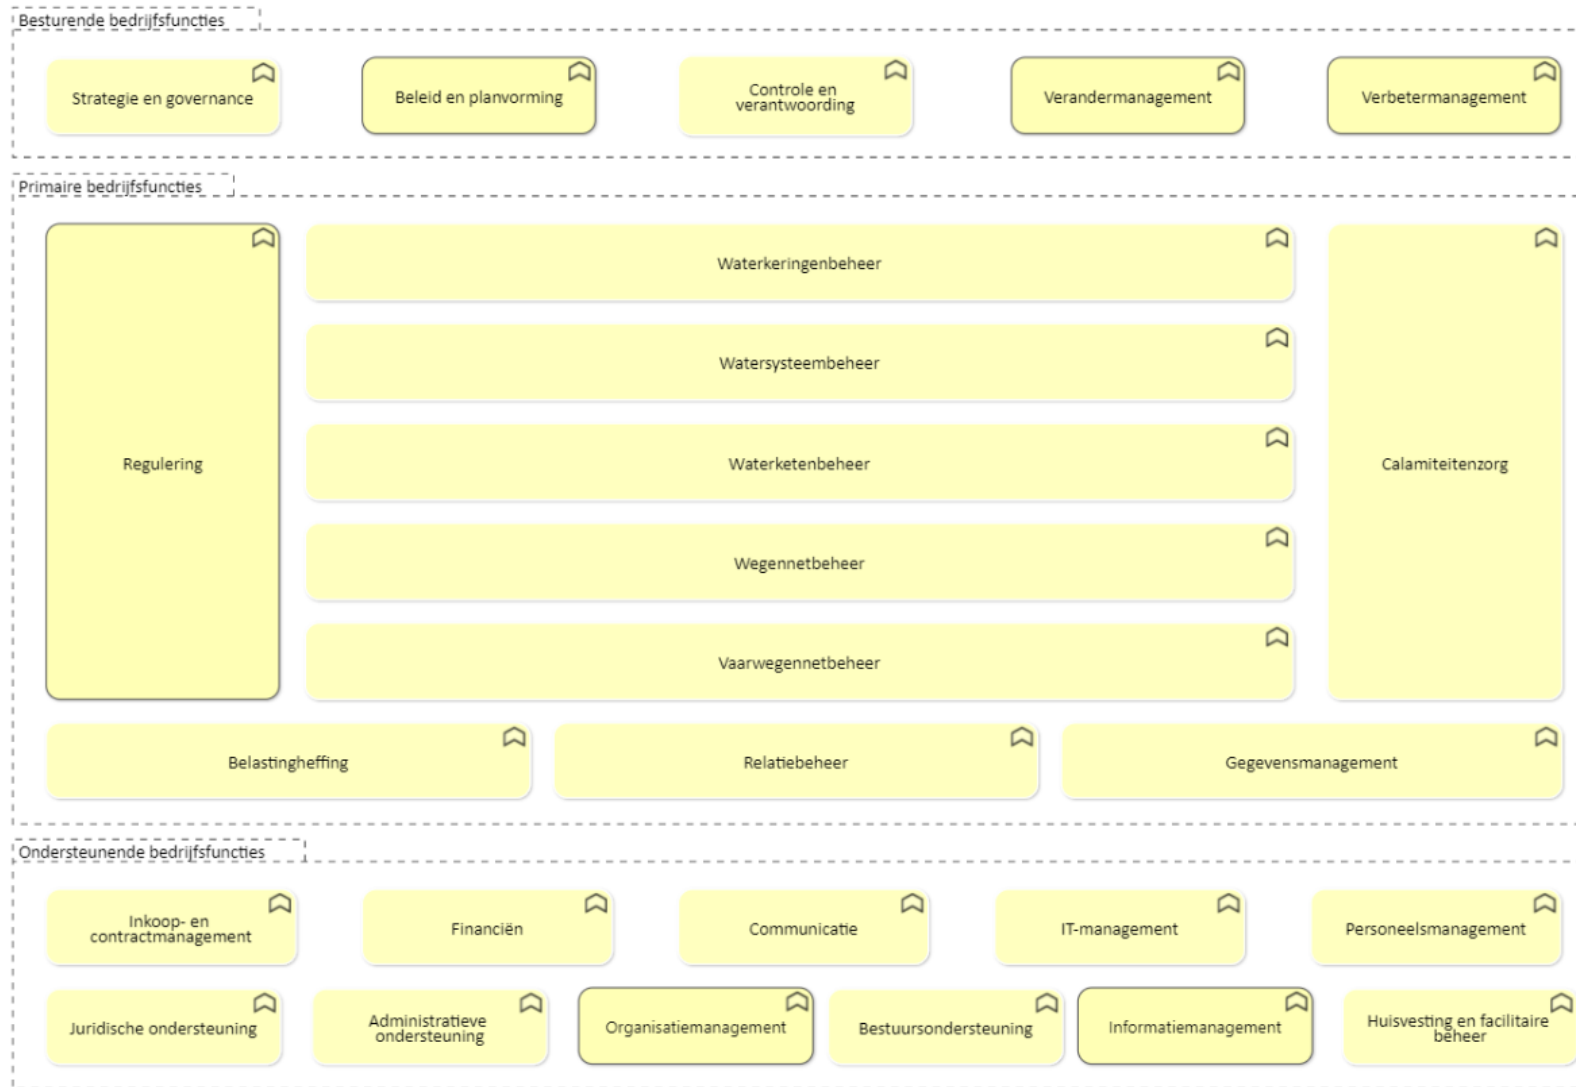 Besturende bedrijfsfuncties
Strategie en governance
Beleid en planvorming
Controle en
verantwoording
Verandermanagement
Verbetermanagement
Primaire bedrijfsfuncties
Regulering
Waterkeringenbeheer
Watersysteembeheer
Waterketenbeheer
Wegennetbeheer
Vaarwegennetbeheer
Calamiteitenzorg
Belastingheffing
Relatiebeheer
Gegevensmanagement
Ondersteunende bedrijfsfuncties
Inkoop- en
contractmanagement
Financiën
Communicatie
IT-management
Personeelsmanagement
Juridische ondersteuning
Administratieve
ondersteuning
Organisatiemanagement
Bestuursondersteuning
Informatiemanagement
Huisvesting en facilitaire
beheer